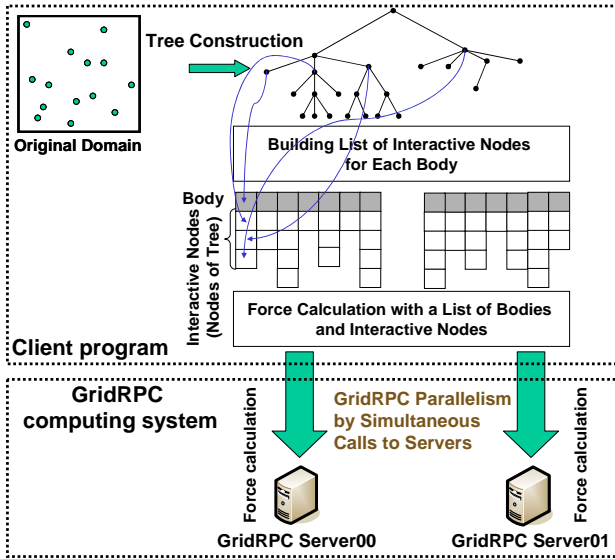 Tree Construction
Original Domain
Building List of Interactive Nodes
for Each Body
Body
Interactive Nodes
(Nodes of Tree)
Force Calculation with a List of Bodies
and Interactive Nodes
Client program
GridRPC
computing system
Force calculation
GridRPC Parallelism
by Simultaneous
Calls to Servers
Force calculation
GridRPC Server00
GridRPC Server01